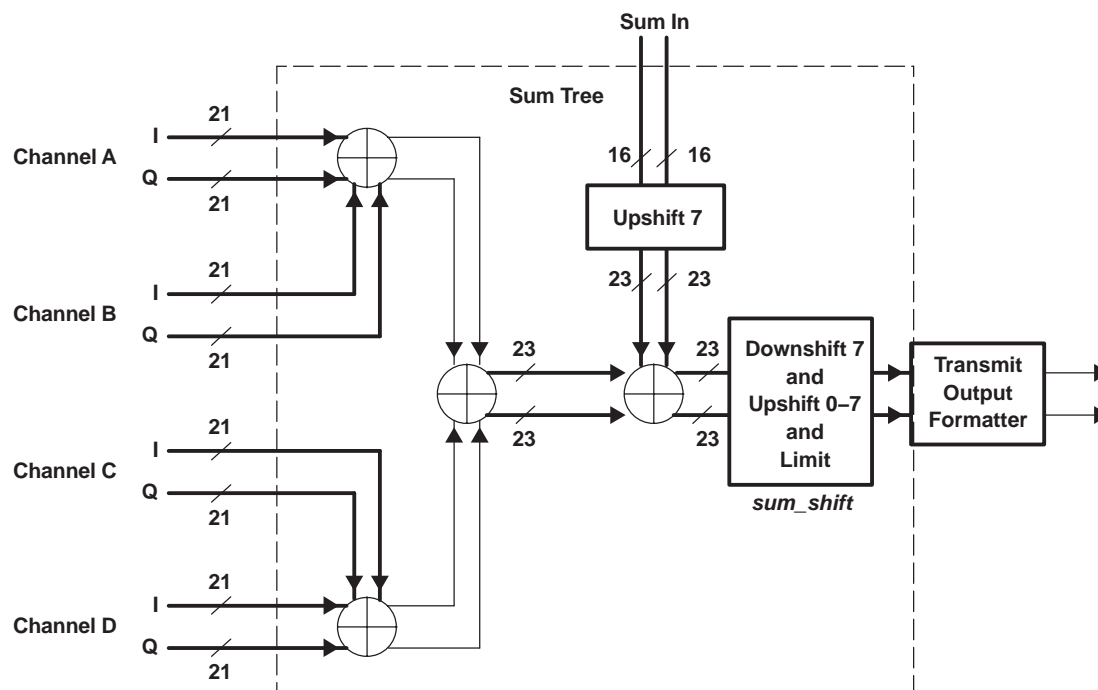 Sum In
Sum Tree
21
I
Channel A
Q
21
16 16
Upshift 7
21
I
Channel B
Q
21
23 23
23
23
23
23
Downshift 7
and
Upshift 0–7
and
Limit
sum_shift
Transmit
Output
Formatter
21
I
Channel C
Q
21
21
I
Channel D
Q
21